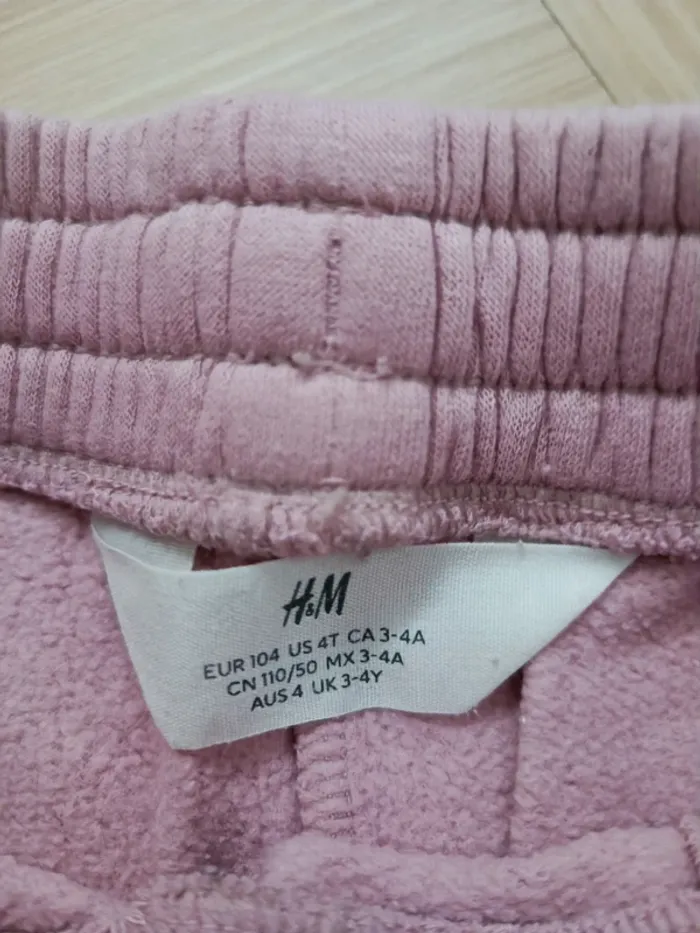 H&M
EUR 104 US 4T CA 3-4A
CN 110/50 MX 3-4A
AUS 4 UK 3-4Y